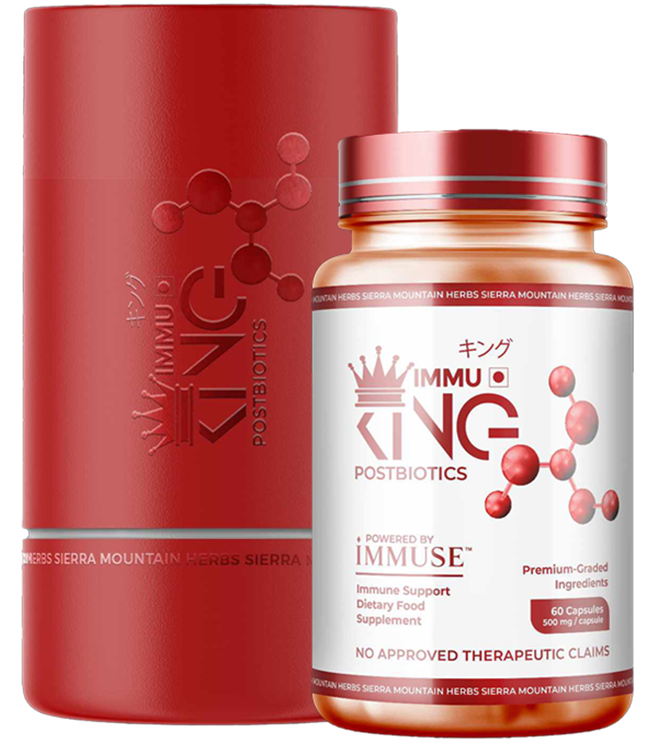 キング
IMMU
KING
POSTBIOTICS
HERBS SIERRA MOUNTAIN HERBS SIERRA M
MOUNTAIN HERBS SIERRA MOUNTAIN HERBS SIERRA MOUNTAIN HERBS SIERRA MOUNTAIN
キング
IMMU
KING
POSTBIOTICS
POWERED BY
IMMUSE™
Immune Support
Dietary Food
Supplement
Premium-Graded
Ingredients
60 Capsules
500 mg / capsule
NO APPROVED THERAPEUTIC CLAIMS
MOUNTAIN HERBS SIERRA MOUNTAIN HERBS SIERRA MOUNTAIN HERBS SIERRA MOUNTAIN